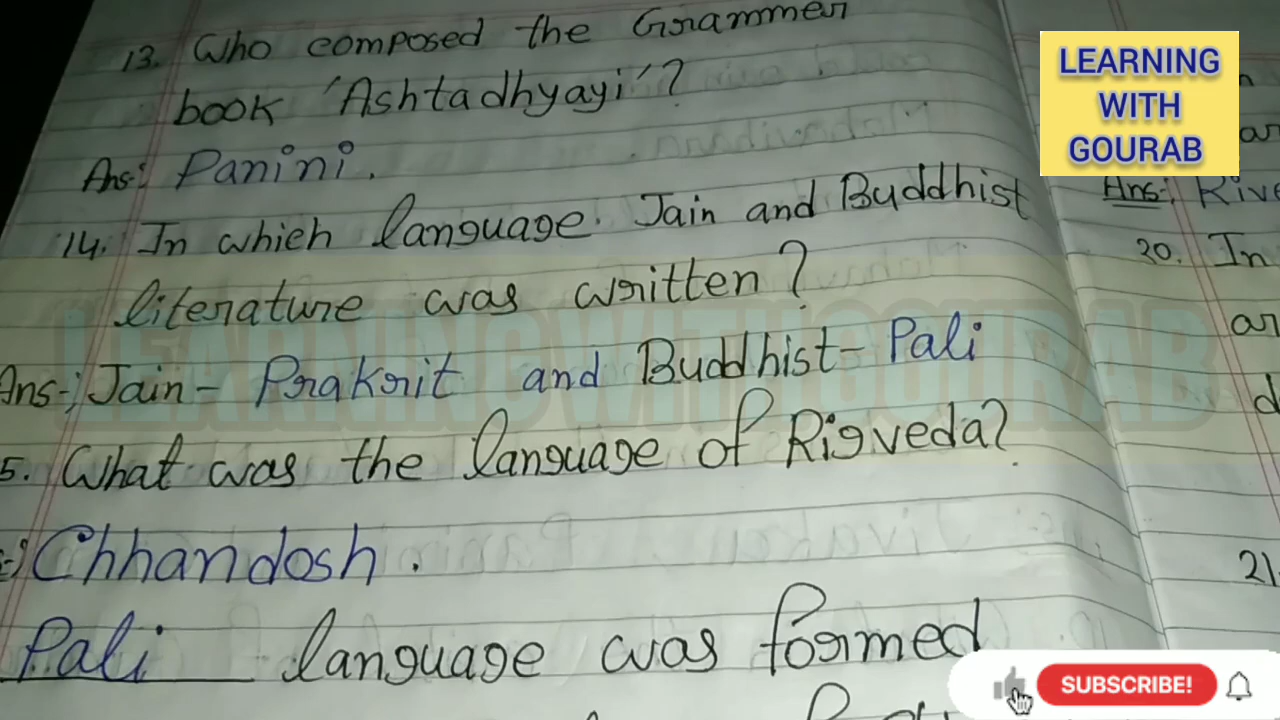 13. Who composed the Grammer
book 'Ashtadhyayi'?
Ans:; Panini.
14. In which language. Jain and Buddhist
literature was written?
Ans-; Jain- Prakrit and Buddhist- Pali
5. What was the language of Rigveda?
Chhandosh.
Pali language was formed
LEARNING
WITH
GOURAB
Ans:; Rive
20. In
ar
d
21.
LEARNINGWITHGOURAB
SUBSCRIBE!